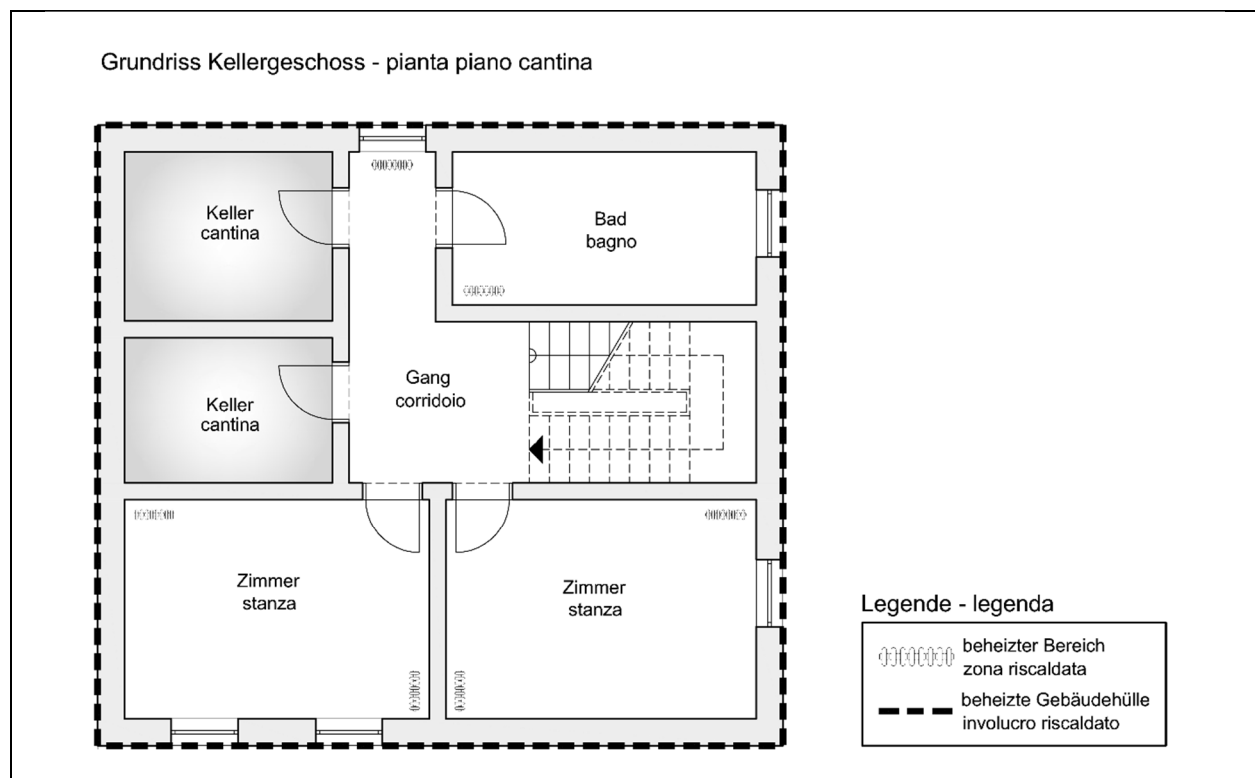 Grundriss Kellergeschoss - pianta piano cantina
Keller
cantina
Bad
bagno
Keller
cantina
Gang
corridoio
Zimmer
stanza
Zimmer
stanza
Legende - legenda
beheizter Bereich
zona riscaldata
beheizte Gebäudehülle
involucro riscaldato